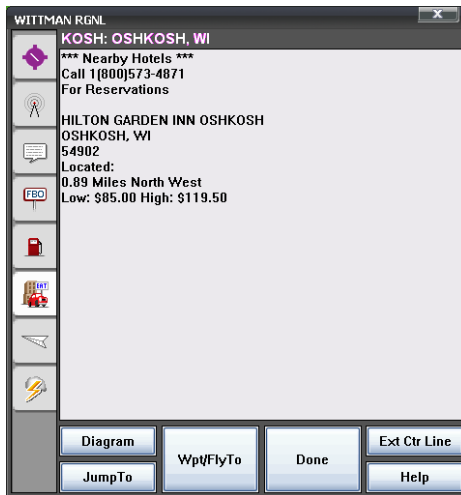 WITTMAN RGNL
X
KOSH: OSHKOSH, WI
*** Nearby Hotels ***
Call 1(800)573-4871
For Reservations
HILTON GARDEN INN OSHKOSH
OSHKOSH, WI
54902
Located:
0.89 Miles North West
Low: $85.00 High: $119.50
FBO
EAT
Diagram
Wpt/FlyTo
Done
Ext Ctr Line
JumpTo
Help